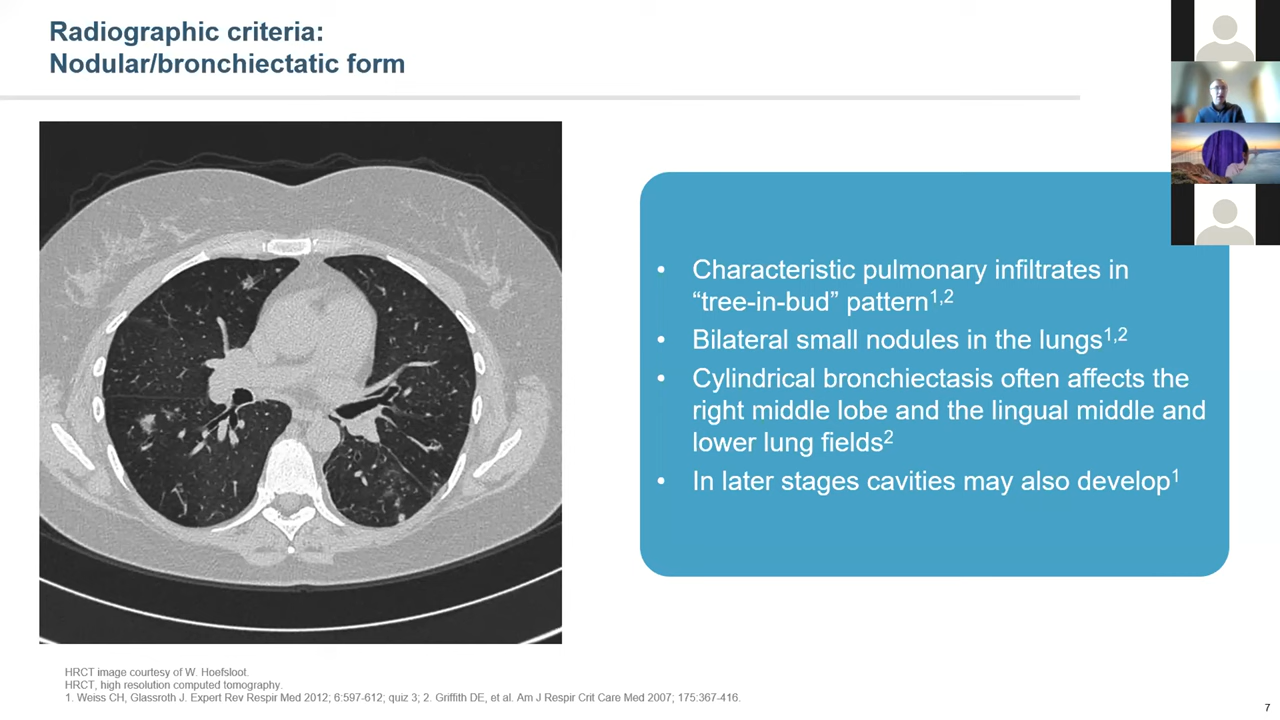 Radiographic criteria:
Nodular/bronchiectatic form
• Characteristic pulmonary infiltrates in
“tree-in-bud” pattern1,2
• Bilateral small nodules in the lungs1,2
• Cylindrical bronchiectasis often affects the
right middle lobe and the lingual middle and
lower lung fields2
• In later stages cavities may also develop1
HRCT image courtesy of W. Hoefsloot.
HRCT, high resolution computed tomography.
1. Weiss CH, Glassroth J. Expert Rev Respir Med 2012; 6:597-612; quiz 3; 2. Griffith DE, et al. Am J Respir Crit Care Med 2007; 175:367-416.
7